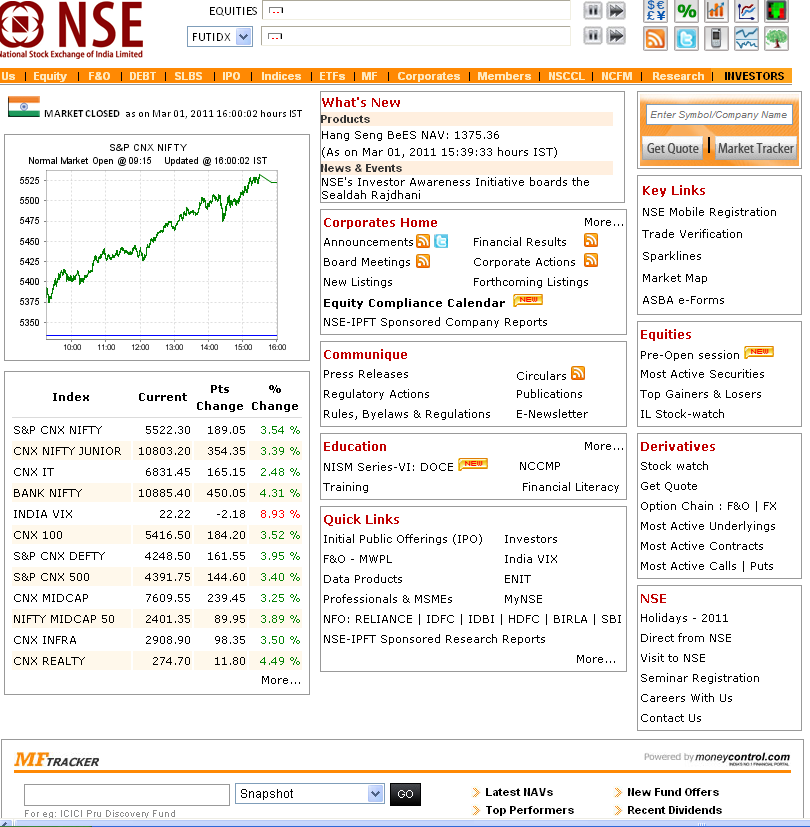 NSE
National Stock Exchange of India Limited
EQUITIES
FUTIDX
Us | Equity | F&O | DEBT | SLBS | IPO | Indices | ETFs | MF | Corporates | Members | NSCCL | NCFM | Research | INVESTORS
MARKET CLOSED as on Mar 01, 2011 16:00:02 hours IST
S&P CNX NIFTY
Normal Market Open @ 09:15 Updated @ 16:00:02 IST
5525
5500
5475
5450
5425
5400
5375
5350
10:00 11:00 12:00 13:00 14:00 15:00 16:00
Index Current Pts Change % Change
S&P CNX NIFTY 5522.30 189.05 3.54 %
CNX NIFTY JUNIOR 10803.20 354.35 3.39 %
CNX IT 6831.45 165.15 2.48 %
BANK NIFTY 10885.40 450.05 4.31 %
INDIA VIX 22.22 -2.18 8.93 %
CNX 100 5416.50 184.20 3.52 %
S&P CNX DEFTY 4248.50 161.55 3.95 %
S&P CNX 500 4391.75 144.60 3.40 %
CNX MIDCAP 7609.55 239.45 3.25 %
NIFTY MIDCAP 50 2401.35 89.95 3.89 %
CNX INFRA 2908.90 98.35 3.50 %
CNX REALTY 274.70 11.80 4.49 %
More...
What's New
Products
Hang Seng BeES NAV: 1375.36
(As on Mar 01, 2011 15:39:33 hours IST)
News & Events
NSE's Investor Awareness Initiative boards the
Sealdah Rajdhani
Corporates Home More...
Announcements Financial Results
Board Meetings Corporate Actions
New Listings Forthcoming Listings
Equity Compliance Calendar NEW
NSE-IPFT Sponsored Company Reports
Communique
Press Releases Circulars
Regulatory Actions Publications
Rules, Byelaws & Regulations E-Newsletter
Education More...
NISM Series-VI: DOCE NEW NCCMP
Training Financial Literacy
Quick Links
Initial Public Offerings (IPO) Investors
F&O - MWPL India VIX
Data Products ENIT
Professionals & MSMEs MyNSE
NFO: RELIANCE | IDFC | IDBI | HDFC | BIRLA | SBI
NSE-IPFT Sponsored Research Reports
More...
Enter Symbol/Company Name
Get Quote | Market Tracker
Key Links
NSE Mobile Registration
Trade Verification
Sparklines
Market Map
ASBA e-Forms
Equities
Pre-Open session NEW
Most Active Securities
Top Gainers & Losers
IL Stock-watch
Derivatives
Stock watch
Get Quote
Option Chain : F&O | FX
Most Active Underlyings
Most Active Contracts
Most Active Calls | Puts
NSE
Holidays - 2011
Direct from NSE
Visit to NSE
Seminar Registration
Careers With Us
Contact Us
MF TRACKER
Powered by moneycontrol.com
INDIA'S NO.1 FINANCIAL PORTAL
Snapshot GO
For eg: ICICI Pru Discovery Fund
Latest NAVs New Fund Offers
Top Performers Recent Dividends